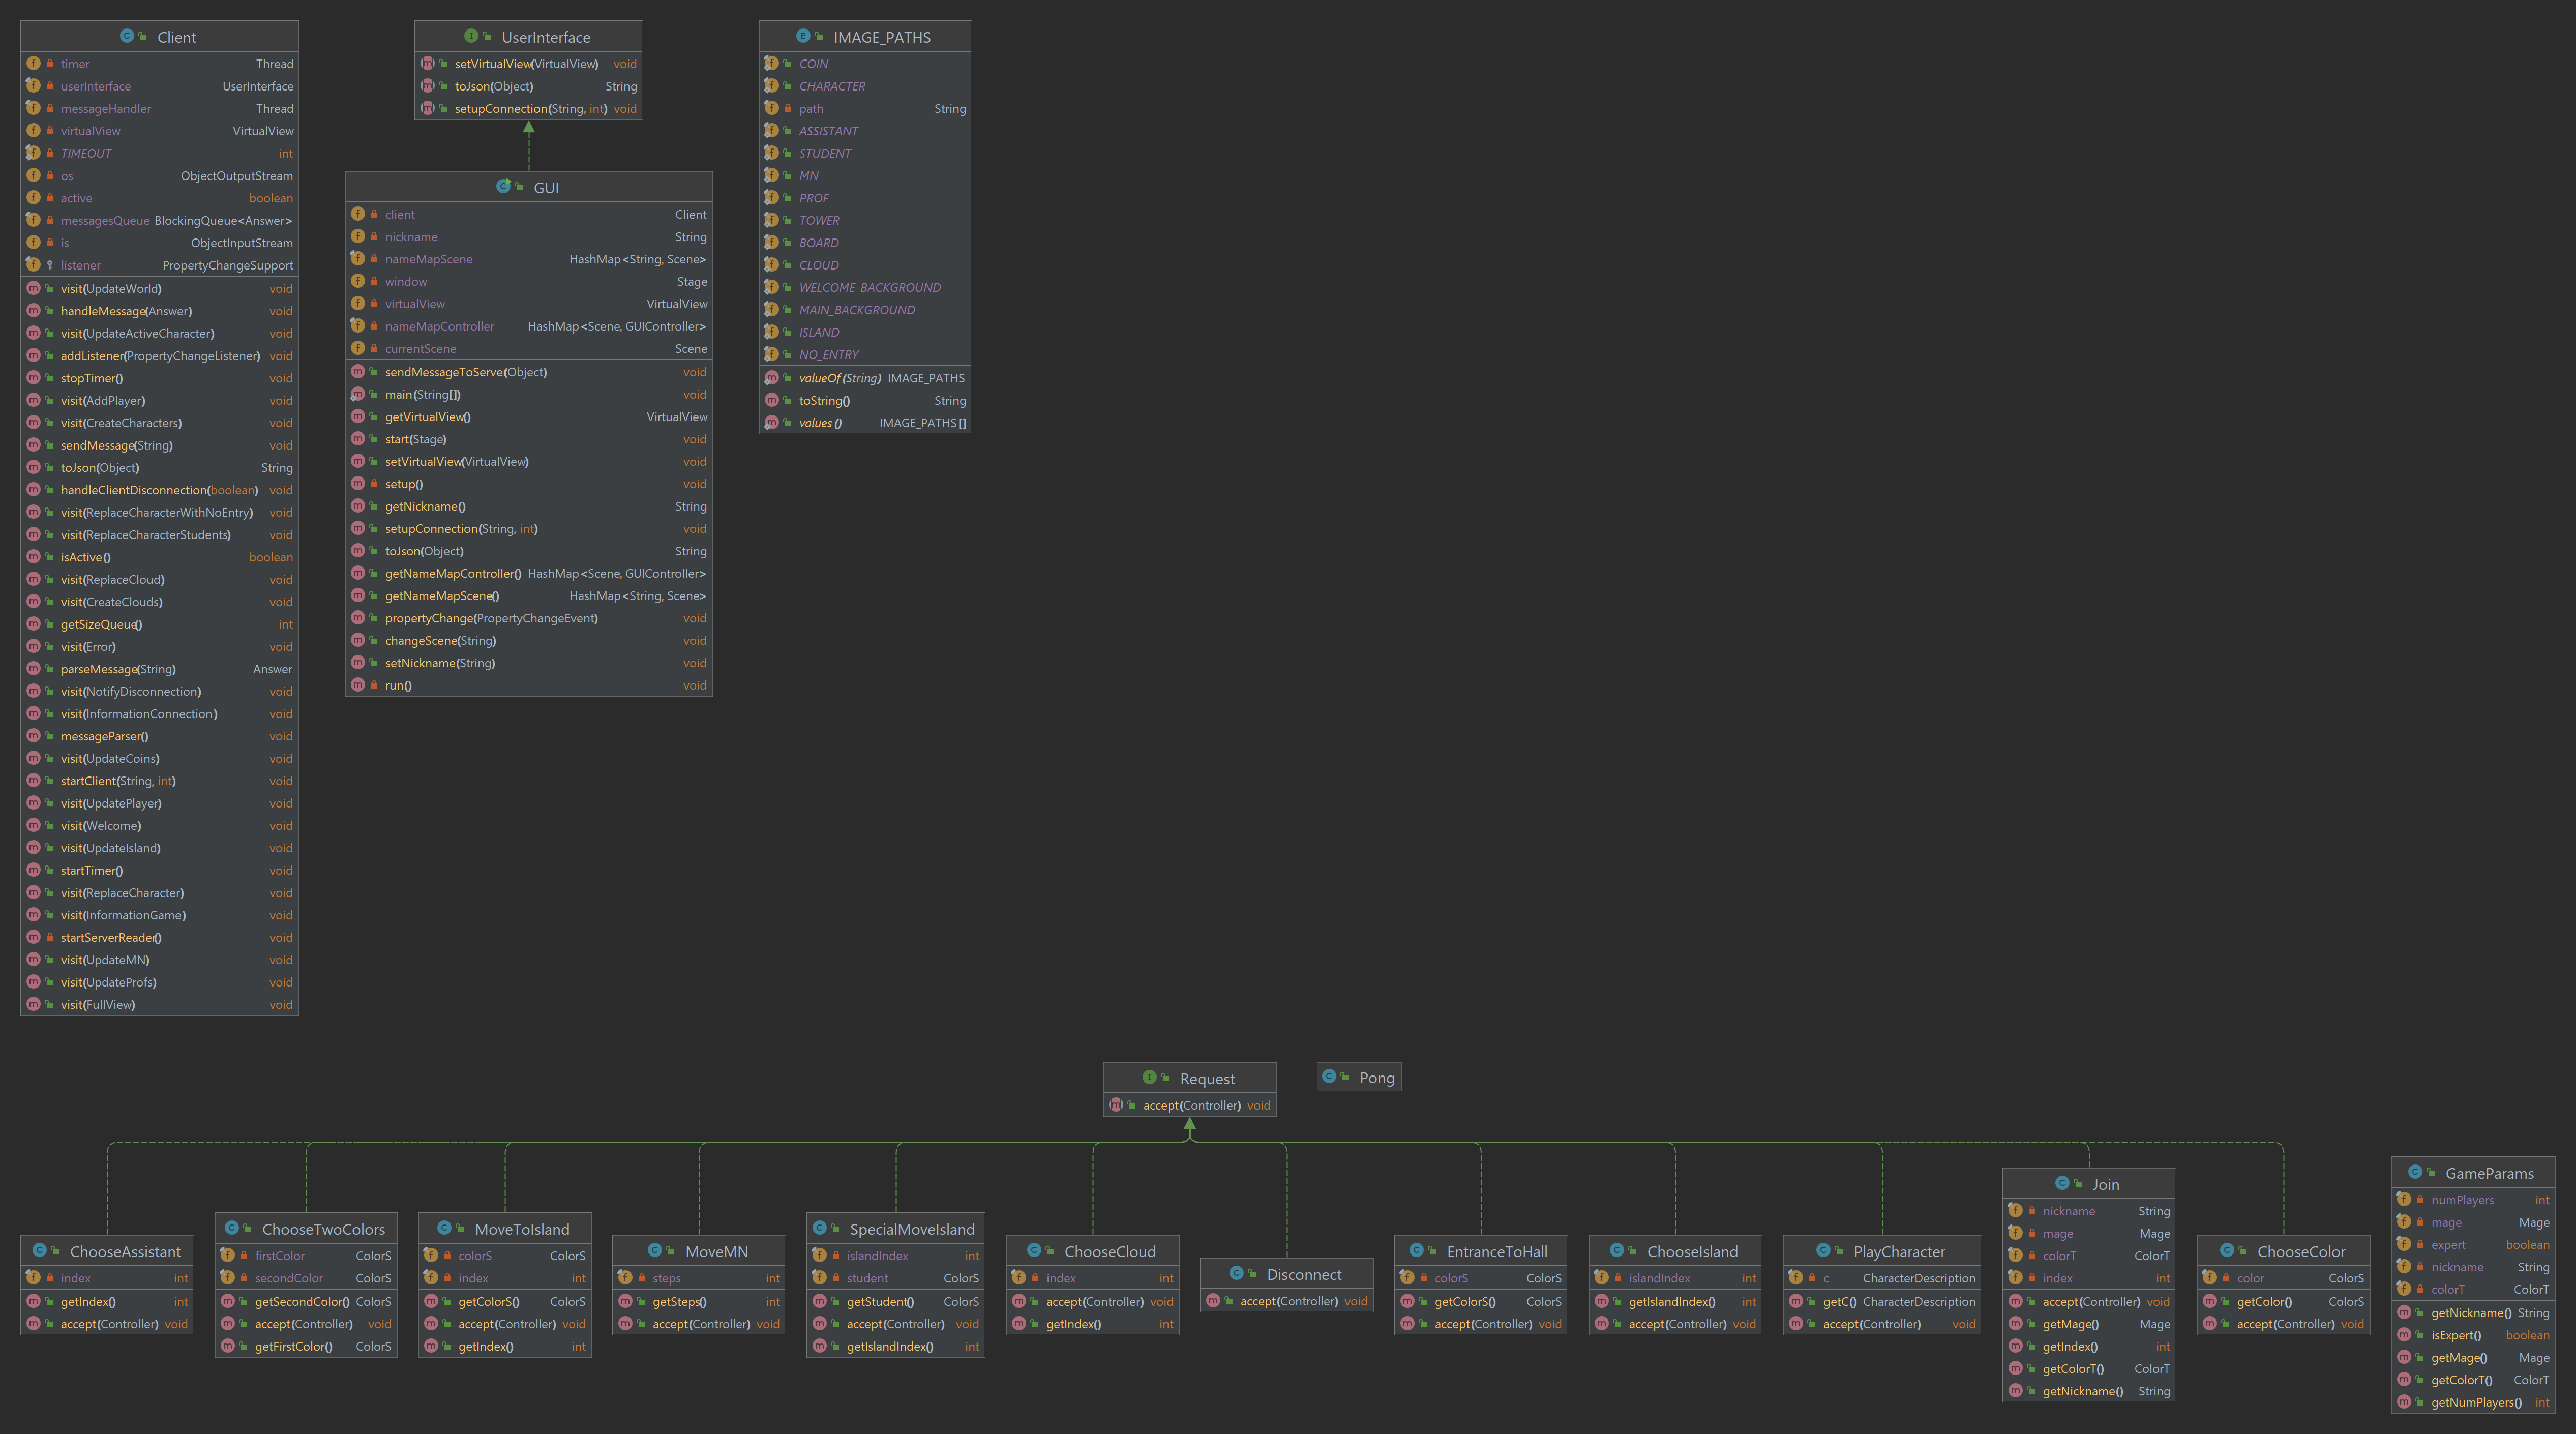 Client
timer Thread
userInterface UserInterface
messageHandler Thread
virtualView VirtualView
TIMEOUT int
os ObjectOutputStream
active boolean
messagesQueue BlockingQueue<Answer>
is ObjectInputStream
listener PropertyChangeSupport
visit(UpdateWorld) void
handleMessage(Answer) void
visit(UpdateActiveCharacter) void
addListener(PropertyChangeListener) void
stopTimer() void
visit(AddPlayer) void
visit(CreateCharacters) void
sendMessage(String) void
toJson(Object) String
handleClientDisconnection(boolean) void
visit(ReplaceCharacterWithNoEntry) void
visit(ReplaceCharacterStudents) void
isActive() boolean
visit(ReplaceCloud) void
visit(CreateClouds) void
getSizeQueue() int
visit(Error) void
parseMessage(String) Answer
visit(NotifyDisconnection) void
visit(InformationConnection) void
messageParser() void
visit(UpdateCoins) void
startClient(String, int) void
visit(UpdatePlayer) void
visit(Welcome) void
visit(UpdateIsland) void
startTimer() void
visit(ReplaceCharacter) void
visit(InformationGame) void
startServerReader() void
visit(UpdateMN) void
visit(UpdateProfs) void
visit(FullView) void
UserInterface
setVirtualView(VirtualView) void
toJson(Object) String
setupConnection(String, int) void
GUI
client Client
nickname String
nameMapScene HashMap<String, Scene>
window Stage
virtualView VirtualView
nameMapController HashMap<Scene, GUIController>
currentScene Scene
sendMessageToServer(Object) void
main(String[]) void
getVirtualView() VirtualView
start(Stage) void
setVirtualView(VirtualView) void
setup() void
getNickname() String
setupConnection(String, int) void
toJson(Object) String
getNameMapController() HashMap<Scene, GUIController>
getNameMapScene() HashMap<String, Scene>
propertyChange(PropertyChangeEvent) void
changeScene(String) void
setNickname(String) void
run() void
IMAGE_PATHS
COIN
CHARACTER
path String
ASSISTANT
STUDENT
MN
PROF
TOWER
BOARD
CLOUD
WELCOME_BACKGROUND
MAIN_BACKGROUND
ISLAND
NO_ENTRY
valueOf(String) IMAGE_PATHS
toString() String
values() IMAGE_PATHS[]
Request
accept(Controller) void
Pong
ChooseAssistant
index int
getIndex() int
accept(Controller) void
ChooseTwoColors
firstColor ColorS
secondColor ColorS
getSecondColor() ColorS
accept(Controller) void
getFirstColor() ColorS
MoveToIsland
colorS ColorS
index int
getColorS() ColorS
accept(Controller) void
getIndex() int
MoveMN
steps int
getSteps() int
accept(Controller) void
SpecialMoveIsland
islandIndex int
student ColorS
getStudent() ColorS
accept(Controller) void
getIslandIndex() int
ChooseCloud
index int
accept(Controller) void
getIndex() int
Disconnect
accept(Controller) void
EntranceToHall
colorS ColorS
getColorS() ColorS
accept(Controller) void
ChooseIsland
islandIndex int
getIslandIndex() int
accept(Controller) void
PlayCharacter
c CharacterDescription
getC() CharacterDescription
accept(Controller) void
Join
nickname String
mage Mage
colorT ColorT
index int
accept(Controller) void
getMage() Mage
getIndex() int
getColorT() ColorT
getNickname() String
ChooseColor
color ColorS
getColor() ColorS
accept(Controller) void
GameParams
numPlayers int
mage Mage
expert boolean
nickname String
colorT ColorT
getNickname() String
isExpert() boolean
getMage() Mage
getColorT() ColorT
getNumPlayers() int